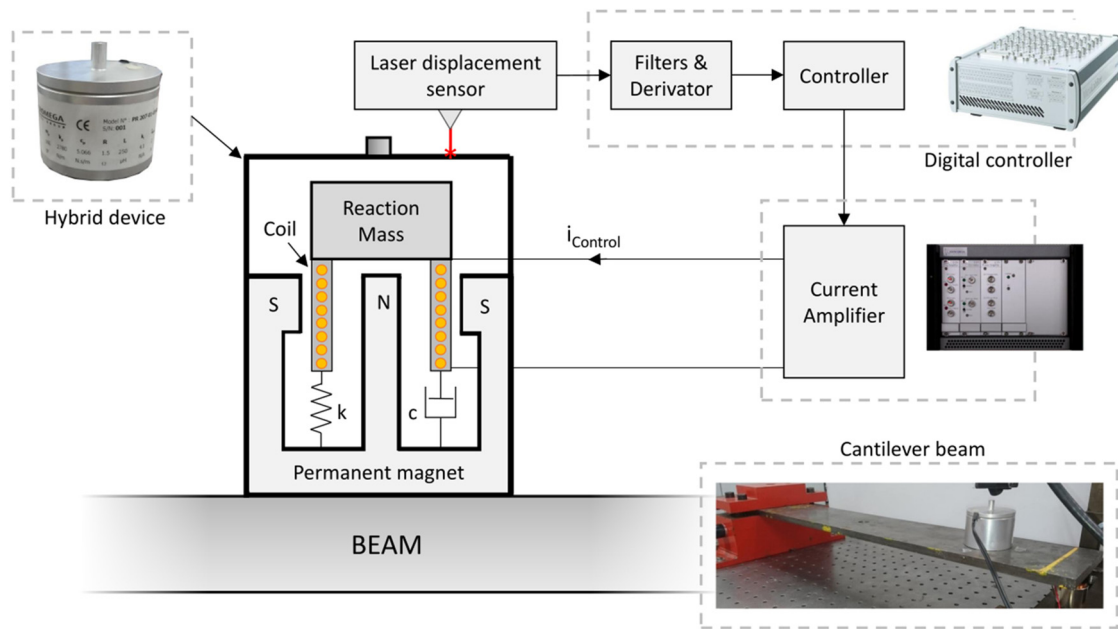 Laser displacement
sensor
Filters &
Derivator
Controller
Digital controller
Hybrid device
Reaction
Mass
Coil
iControl
S
N
S
Current
Amplifier
k
c
Permanent magnet
Cantilever beam
BEAM